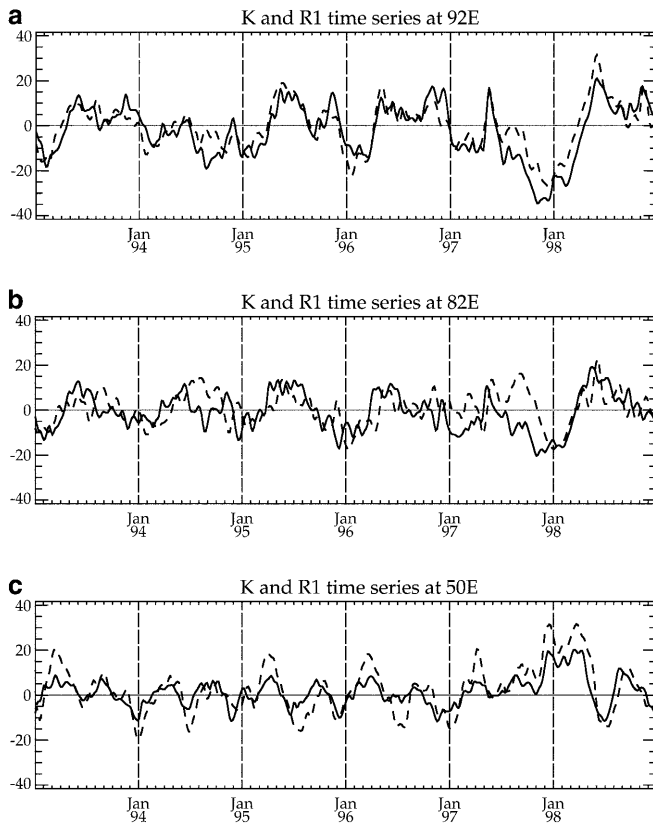 a
K and R1 time series at 92E
40
20
0
-20
-40
Jan Jan Jan Jan Jan
94 95 96 97 98
b
K and R1 time series at 82E
40
20
0
-20
-40
Jan Jan Jan Jan Jan
94 95 96 97 98
c
K and R1 time series at 50E
40
20
0
-20
-40
Jan Jan Jan Jan Jan
94 95 96 97 98